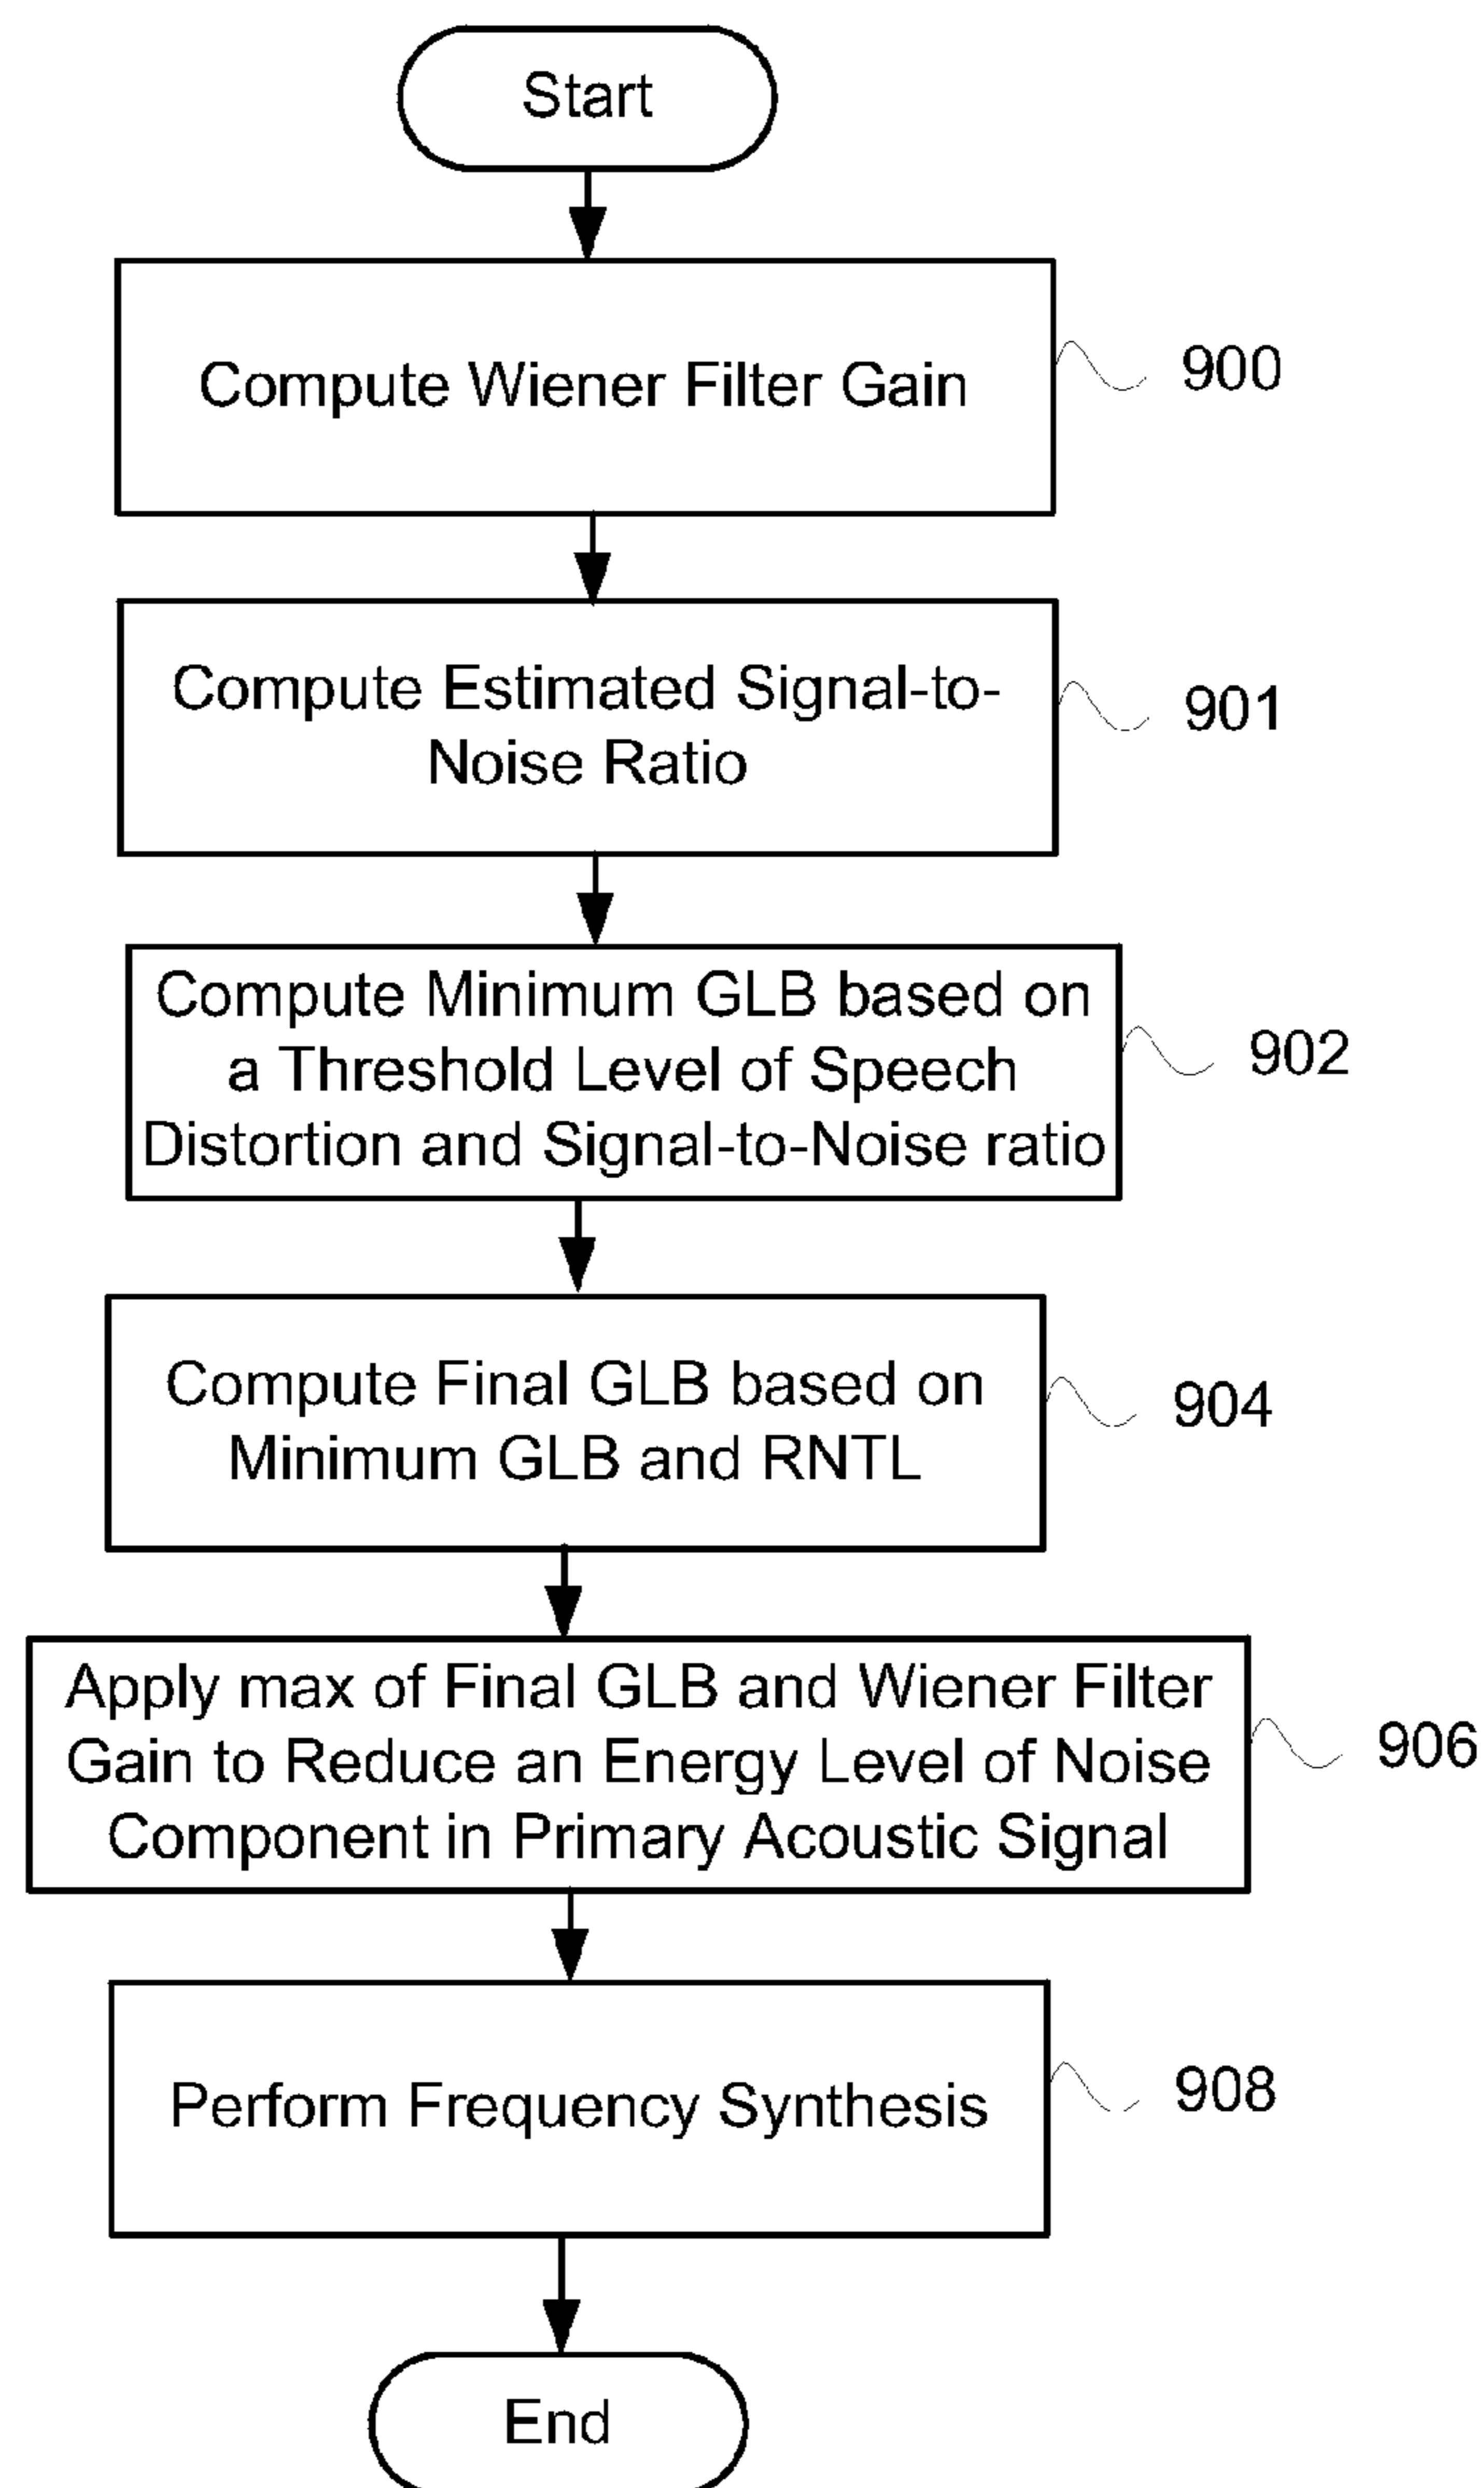 Start
Compute Wiener Filter Gain
900
Compute Estimated Signal-to-
Noise Ratio
901
Compute Minimum GLB based on
a Threshold Level of Speech
Distortion and Signal-to-Noise ratio
902
Compute Final GLB based on
Minimum GLB and RNTL
904
Apply max of Final GLB and Wiener Filter
Gain to Reduce an Energy Level of Noise
Component in Primary Acoustic Signal
906
Perform Frequency Synthesis
908
End